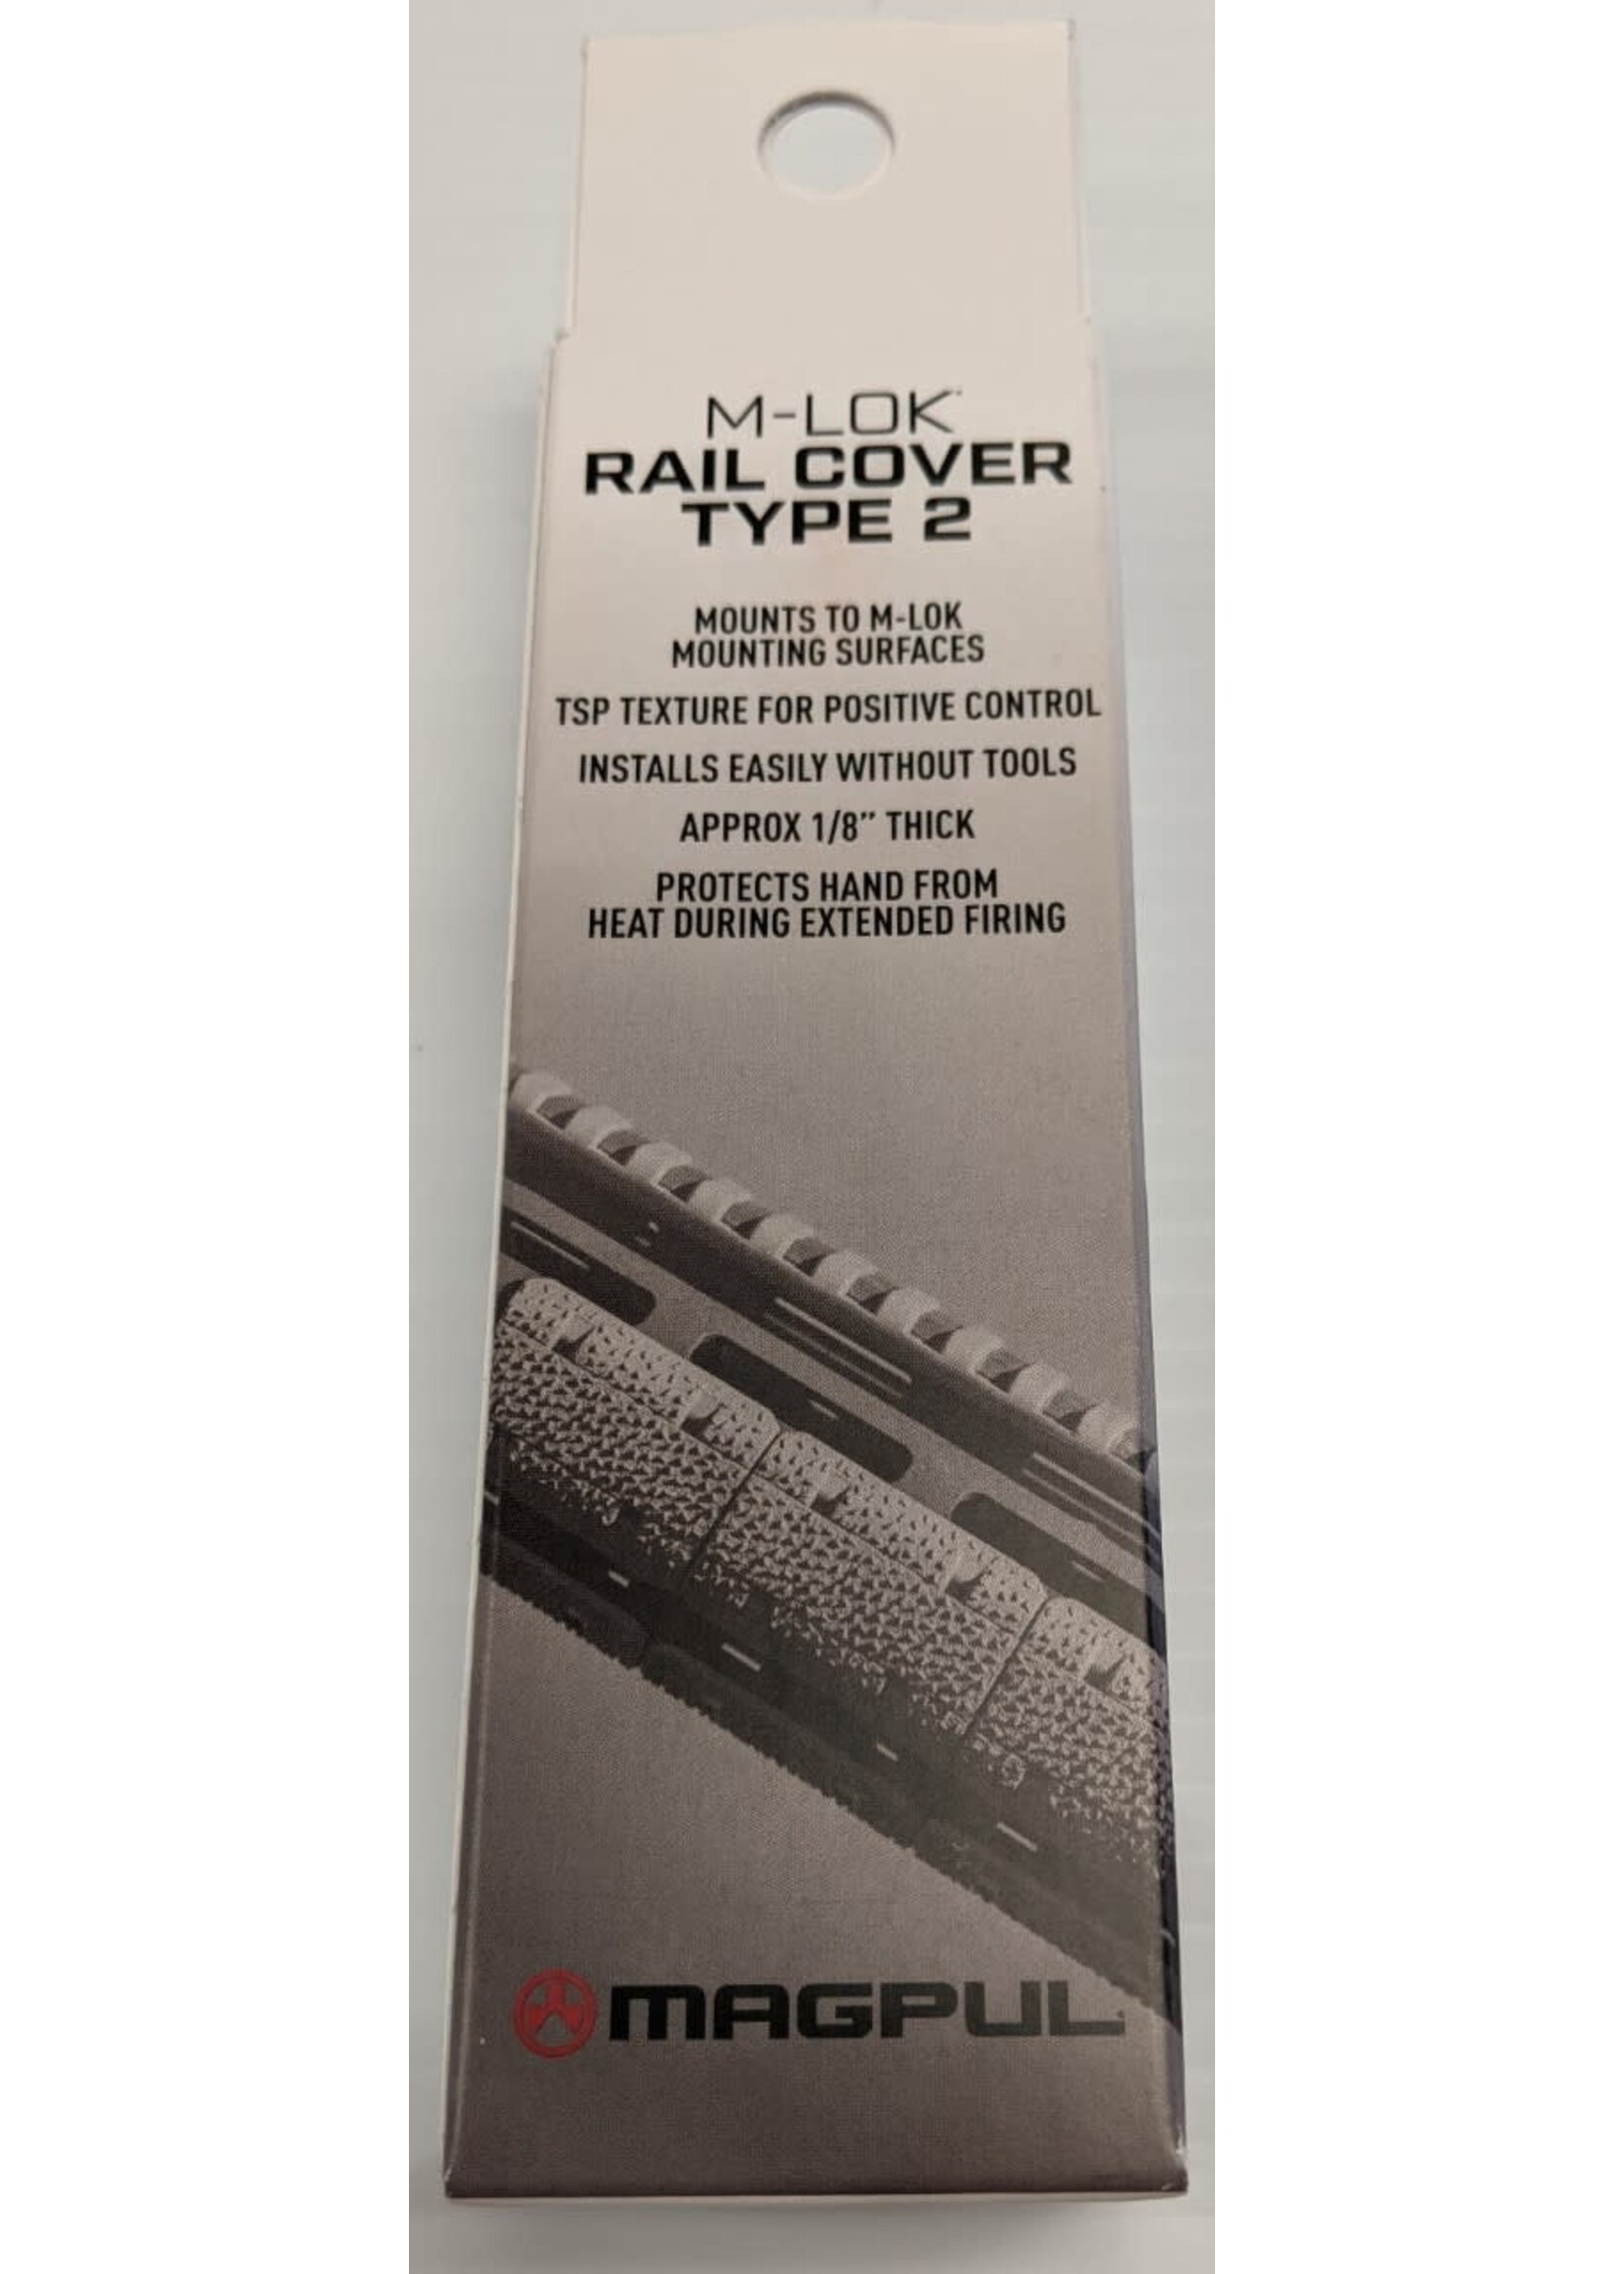 M-LOK™
RAIL COVER
TYPE 2
MOUNTS TO M-LOK
MOUNTING SURFACES
TSP TEXTURE FOR POSITIVE CONTROL
INSTALLS EASILY WITHOUT TOOLS
APPROX 1/8” THICK
PROTECTS HAND FROM
HEAT DURING EXTENDED FIRING
MAGPUL